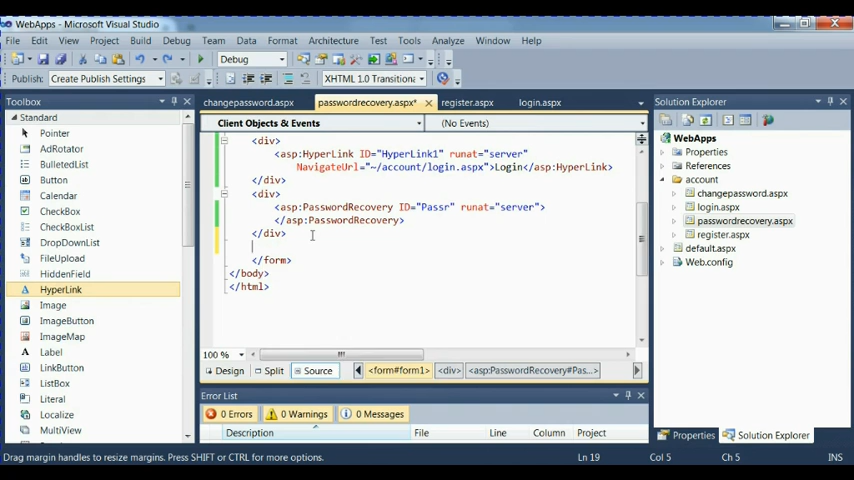 WebApps - Microsoft Visual Studio
File Edit View Project Build Debug Team Data Format Architecture Test Tools Analyze Window Help
Debug
Publish: Create Publish Settings XHTML 1.0 Transitiona
Toolbox
Standard
Pointer
AdRotator
BulletedList
Button
Calendar
CheckBox
CheckBoxList
DropDownList
FileUpload
HiddenField
HyperLink
Image
ImageButton
ImageMap
Label
LinkButton
ListBox
Literal
Localize
MultiView
changepassword.aspx passwordrecovery.aspx* register.aspx login.aspx
Client Objects & Events (No Events)
<div>
<asp:HyperLink ID="HyperLink1" runat="server"
NavigateUrl="~/account/login.aspx">Login</asp:HyperLink>
</div>
<div>
<asp:PasswordRecovery ID="Passr" runat="server">
</asp:PasswordRecovery>
</div>
</form>
</body>
</html>
100 %
Design Split Source <form#form1> <div> <asp:PasswordRecovery#Pas...>
Error List
0 Errors 0 Warnings 0 Messages
Description File Line Column Project
Solution Explorer
WebApps
Properties
References
account
changepassword.aspx
login.aspx
passwordrecovery.aspx
register.aspx
default.aspx
Web.config
Properties Solution Explorer
Drag margin handles to resize margins. Press SHIFT or CTRL for more options. Ln 19 Col 5 Ch 5 INS